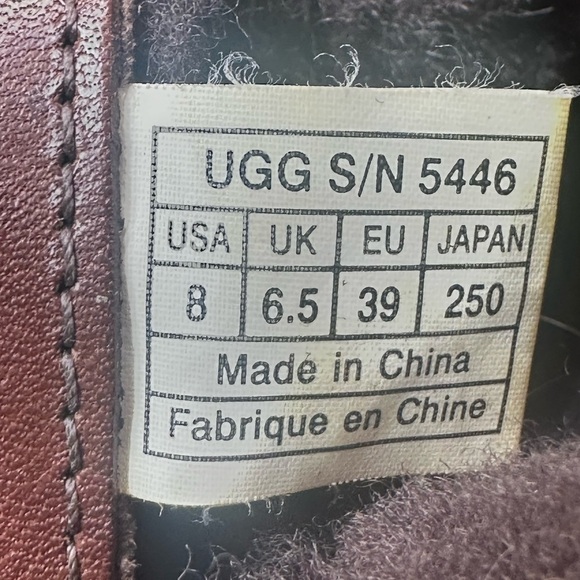 UGG S/N 5446
USA UK EU JAPAN
8 6.5 39 250
Made in China
Fabrique en Chine